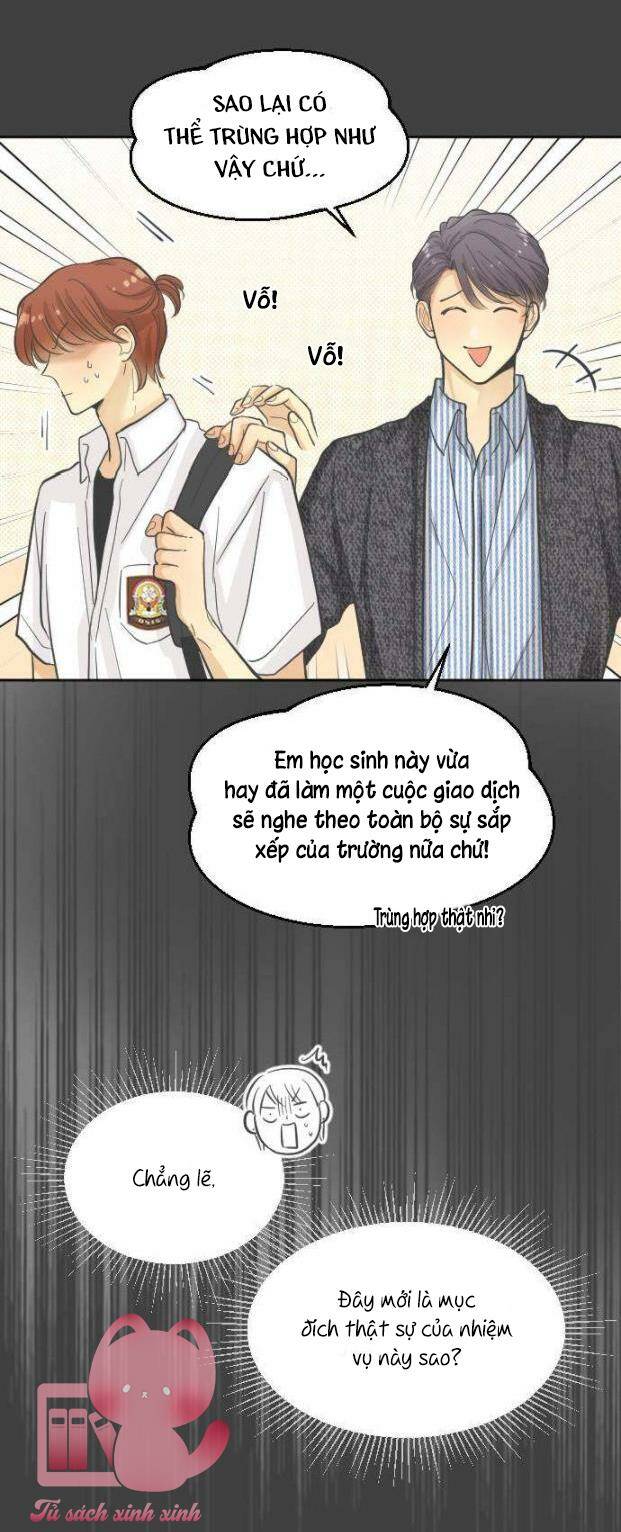 SAO LẠI CÓ
THỂ TRÙNG HỢP NHƯ
VẬY CHỨ...
Vỗ!
Vỗ!
Em học sinh này vừa
hay đã làm một cuộc giao dịch
sẽ nghe theo toàn bộ sự sắp
xếp của trường nữa chứ!
Trùng hợp thật nhi?
Chẳng lẽ,
Đây mới là mục
đích thật sự của nhiệm
vụ này sao?
Tủ sách xinh xinh